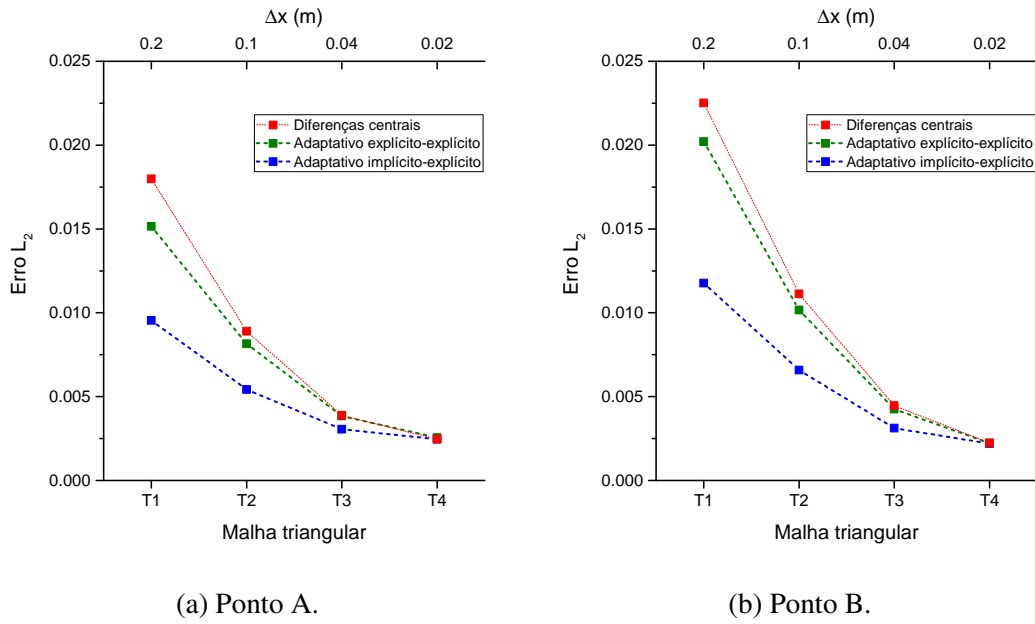 Δx (m)
0.2 0.1 0.04 0.02
0.025
0.020
0.015
0.010
0.005
0.000
Erro L2
Diferenças centrais
Adaptativo explícito-explícito
Adaptativo implícito-explícito
T1 T2 T3 T4
Malha triangular
(a) Ponto A.
Δx (m)
0.2 0.1 0.04 0.02
0.025
0.020
0.015
0.010
0.005
0.000
Erro L2
Diferenças centrais
Adaptativo explícito-explícito
Adaptativo implícito-explícito
T1 T2 T3 T4
Malha triangular
(b) Ponto B.